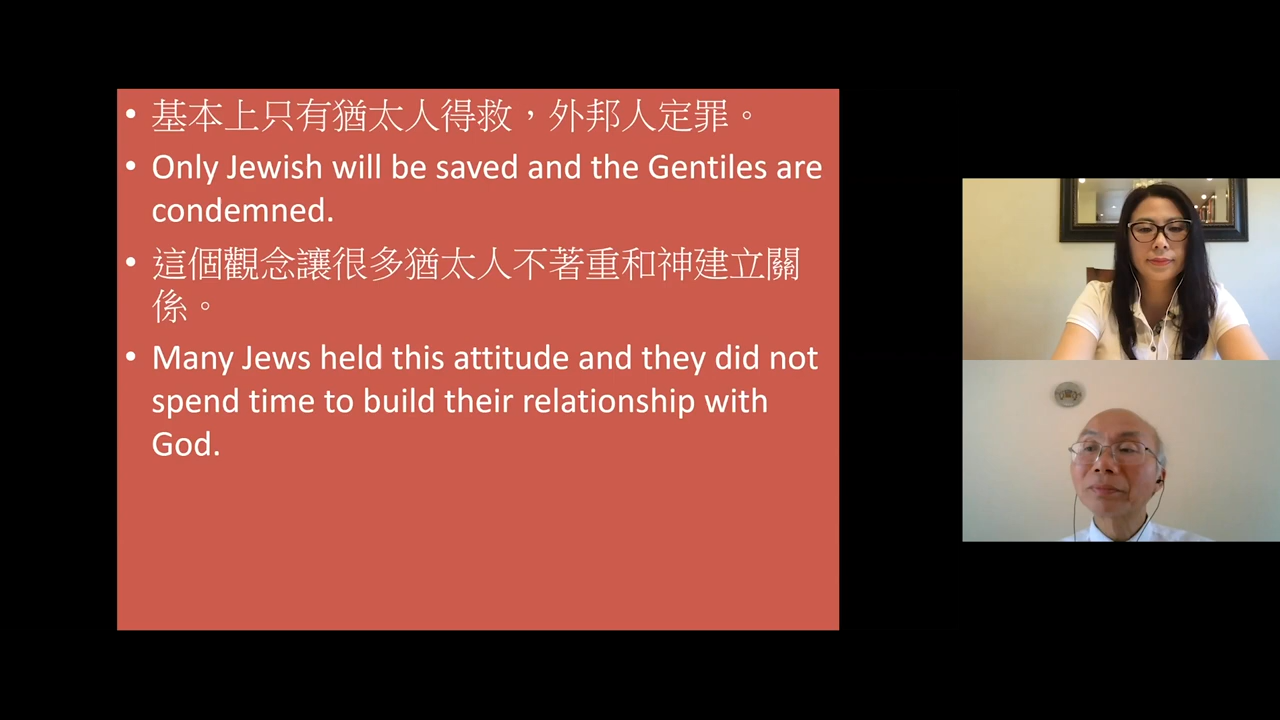 • 基本上只有猶太人得救，外邦人定罪。
• Only Jewish will be saved and the Gentiles are
condemned.
• 這個觀念讓很多猶太人不著重和神建立關
係。
• Many Jews held this attitude and they did not
spend time to build their relationship with
God.